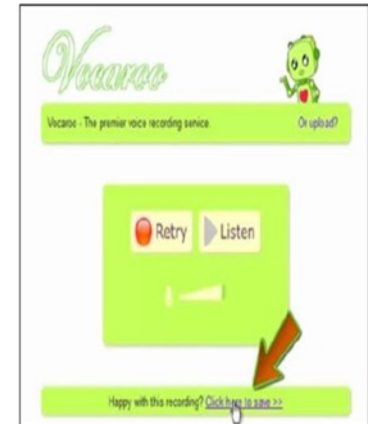 Vocaroo
Vocaroo - The premier voice recording service. Or upload?
Retry Listen
Happy with this recording? Click here to save >>